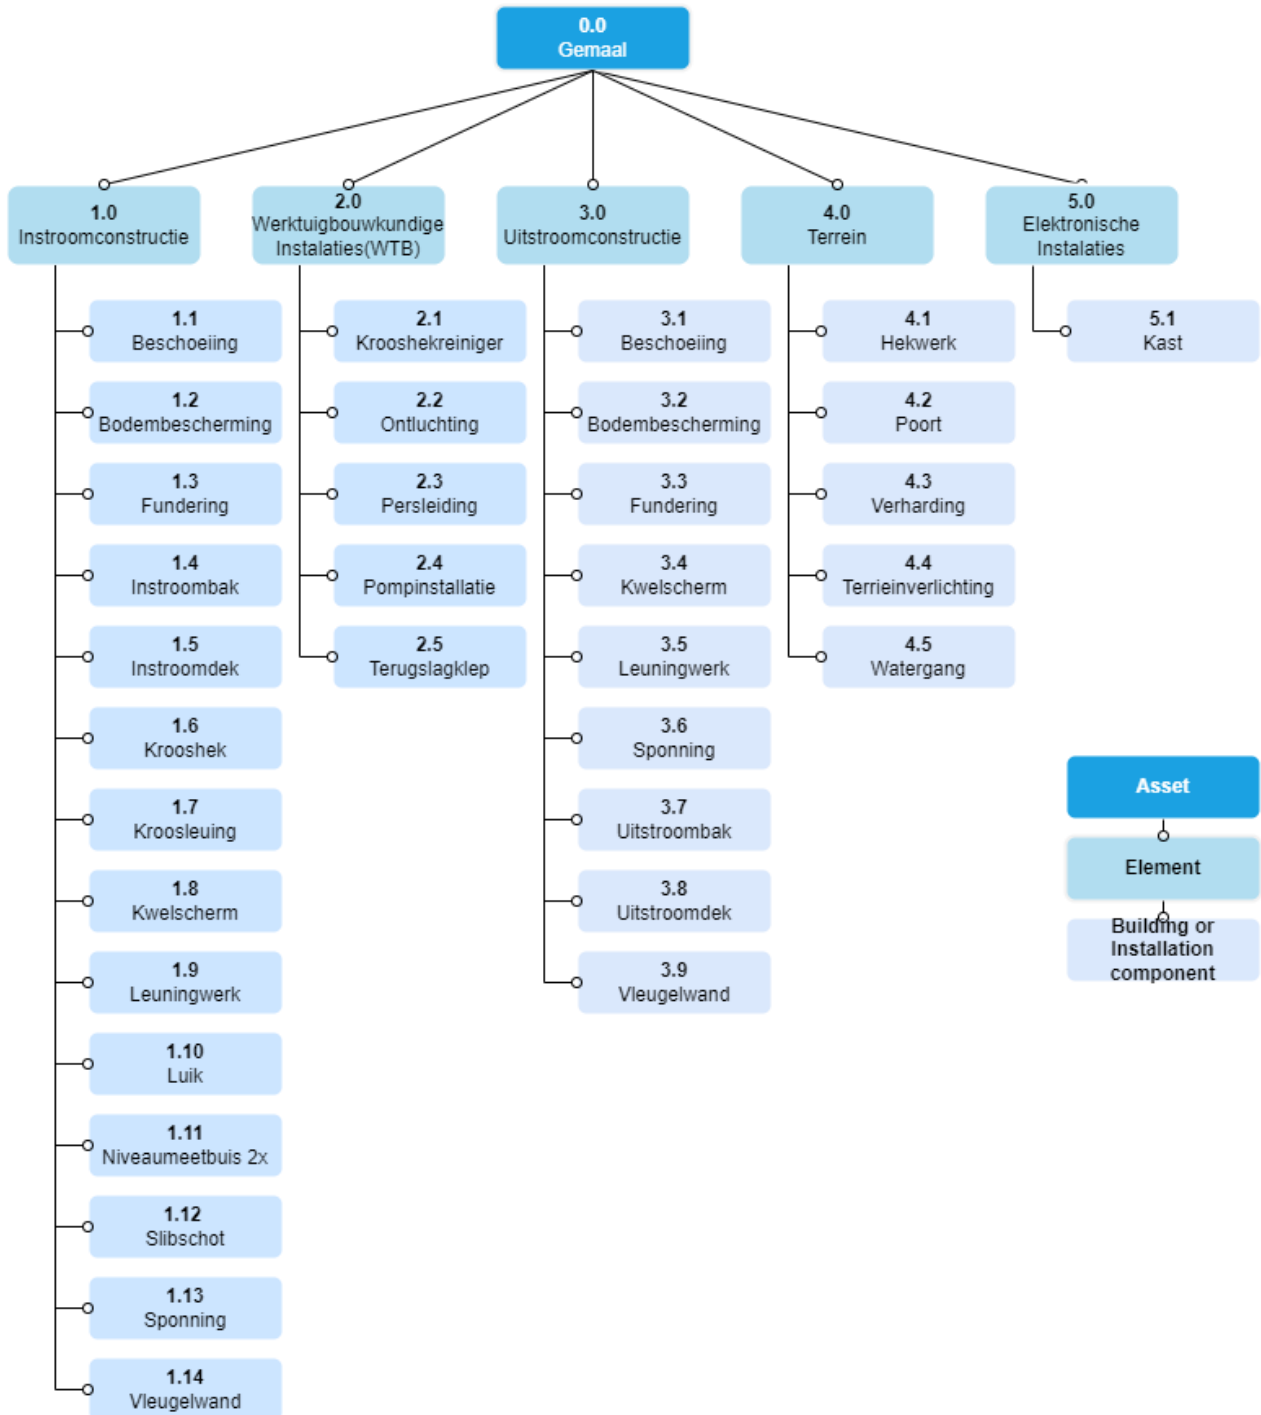 0.0
Gemaal
1.0
Instroomconstructie
2.0
Werktuigbouwkundige
Instalaties(WTB)
3.0
Uitstroomconstructie
4.0
Terrein
5.0
Elektronische
Instalaties
1.1
Beschoeiing
1.2
Bodembescherming
1.3
Fundering
1.4
Instroombak
1.5
Instroomdek
1.6
Krooshek
1.7
Kroosleuing
1.8
Kwelscherm
1.9
Leuningwerk
1.10
Luik
1.11
Niveaumeetbuis 2x
1.12
Slibschot
1.13
Sponning
1.14
Vleugelwand
2.1
Krooshekreiniger
2.2
Ontluchting
2.3
Persleiding
2.4
Pompinstallatie
2.5
Terugslagklep
3.1
Beschoeiing
3.2
Bodembescherming
3.3
Fundering
3.4
Kwelscherm
3.5
Leuningwerk
3.6
Sponning
3.7
Uitstroombak
3.8
Uitstroomdek
3.9
Vleugelwand
4.1
Hekwerk
4.2
Poort
4.3
Verharding
4.4
Terrieinverlichting
4.5
Watergang
5.1
Kast
Asset
Element
Building or
Installation
component